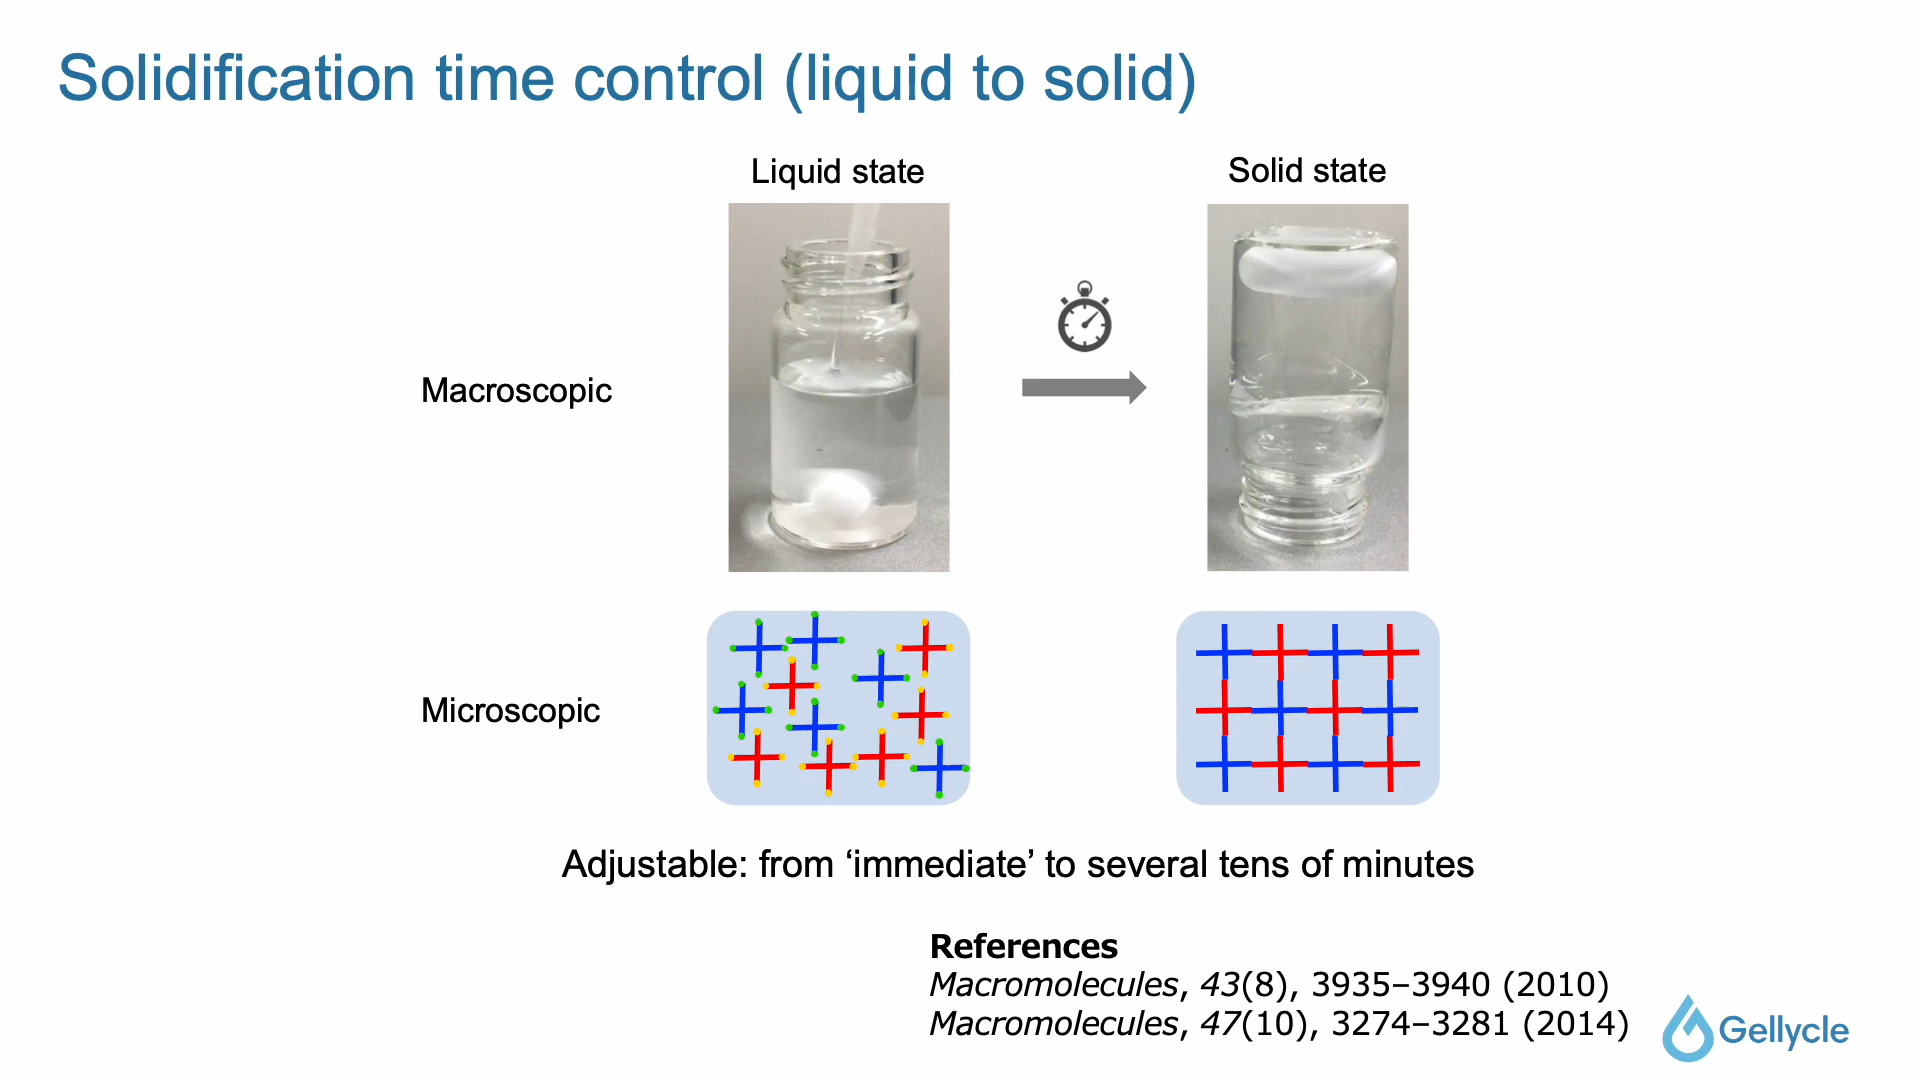 Solidification time control (liquid to solid)
Liquid state
Solid state
Macroscopic
Microscopic
Adjustable: from ‘immediate’ to several tens of minutes
References
Macromolecules, 43(8), 3935–3940 (2010)
Macromolecules, 47(10), 3274–3281 (2014)
Gellycle